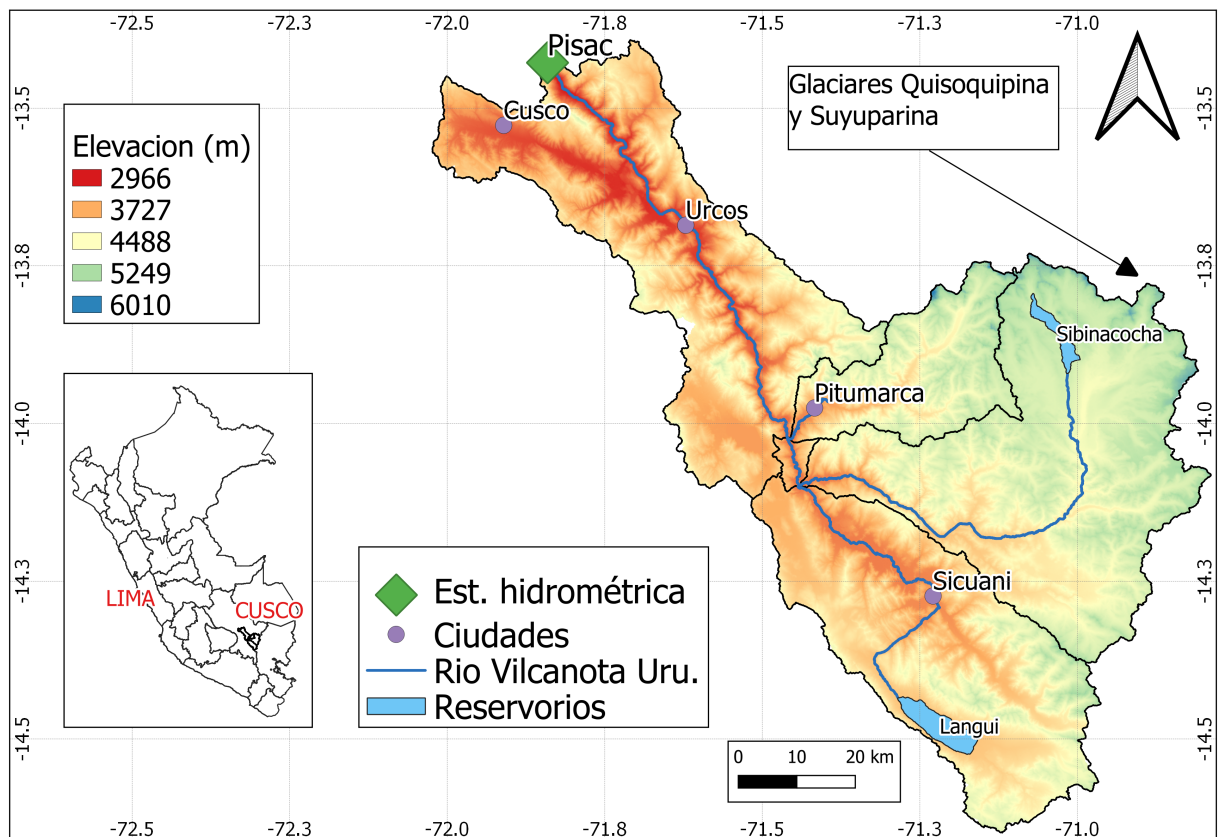 -72.5
-72.3
-72.0
-71.8
-71.5
-71.3
-71.0
Pisac
Glaciares Quisoquipina
y Suyuparina
-13.5
-13.5
Cusco
Elevacion (m)
2966
3727
4488
5249
6010
Urcos
-13.8
-13.8
Sibinacocha
Pitumarca
-14.0
-14.0
LIMA
CUSCO
-14.3
-14.3
Sicuani
Est. hidrométrica
Ciudades
Rio Vilcanota Uru.
Reservorios
Langui
-14.5
-14.5
0 10 20 km
-72.5
-72.3
-72.0
-71.8
-71.5
-71.3
-71.0